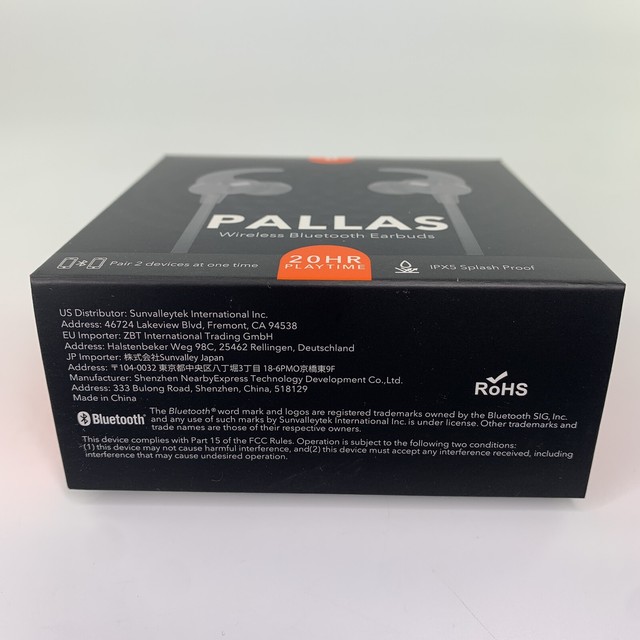 PALLAS
Wireless Bluetooth Earbuds
Pair 2 devices at one time
20HR
PLAYTIME
IPX5 Splash Proof
US Distributor: Sunvalleytek International Inc.
Address: 46724 Lakeview Blvd, Fremont, CA 94538
EU Importer: ZBT International Trading GmbH
Address: Halstenbeker Weg 98C, 25462 Rellingen, Deutschland
JP Importer: 株式会社Sunvalley Japan
Address: 〒104-0032 東京都中央区八丁堀3丁目 18-6PMO京橋東9F
Manufacturer: Shenzhen NearbyExpress Technology Development Co.,Ltd.
Address: 333 Bulong Road, Shenzhen, China, 518129
Made in China
RoHS
Bluetooth®
The Bluetooth® word mark and logos are registered trademarks owned by the Bluetooth SIG, Inc.
and any use of such marks by Sunvalleytek International Inc. is under license. Other trademarks and
trade names are those of their respective owners.
This device complies with Part 15 of the FCC Rules. Operation is subject to the following two conditions:
(1) this device may not cause harmful interference, and(2) this device must accept any interference received, including
interference that may cause undesired operation.